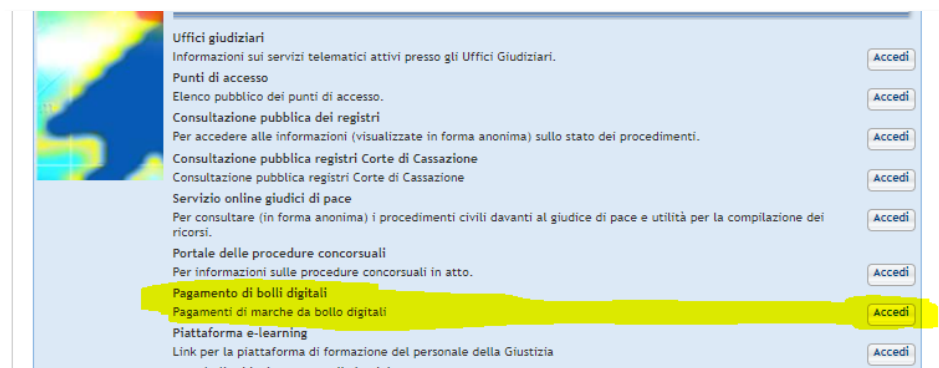 Uffici giudiziari
Informazioni sui servizi telematici attivi presso gli Uffici Giudiziari.
Accedi
Punti di accesso
Elenco pubblico dei punti di accesso.
Accedi
Consultazione pubblica dei registri
Per accedere alle informazioni (visualizzate in forma anonima) sullo stato dei procedimenti.
Accedi
Consultazione pubblica registri Corte di Cassazione
Consultazione pubblica registri Corte di Cassazione
Accedi
Servizio online giudici di pace
Per consultare (in forma anonima) i procedimenti civili davanti al giudice di pace e utilità per la compilazione dei
ricorsi.
Accedi
Portale delle procedure concorsuali
Per informazioni sulle procedure concorsuali in atto.
Accedi
Pagamento di bolli digitali
Pagamenti di marche da bollo digitali
Accedi
Piattaforma e-learning
Link per la piattaforma di formazione del personale della Giustizia
Accedi